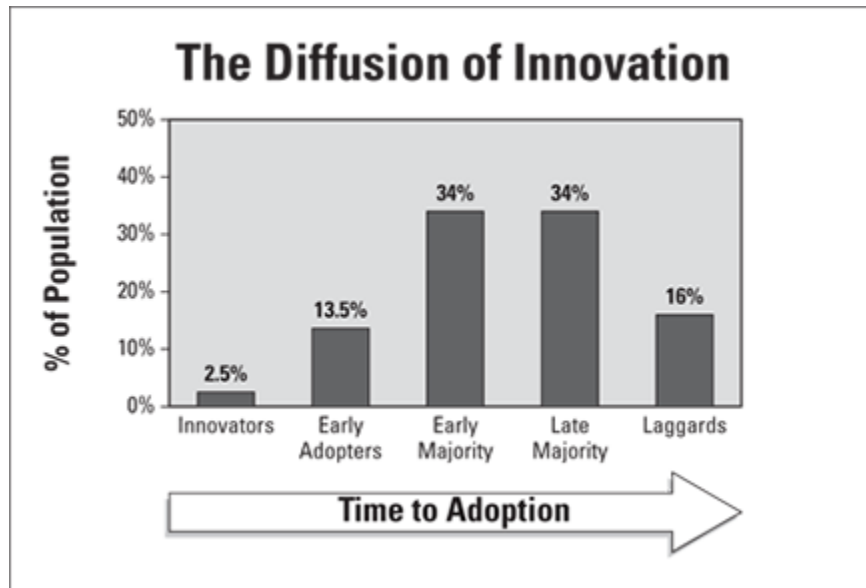 The Diffusion of Innovation
% of Population
50%
40%
30%
20%
10%
0%
2.5%
13.5%
34%
34%
16%
Innovators
Early
Adopters
Early
Majority
Late
Majority
Laggards
Time to Adoption